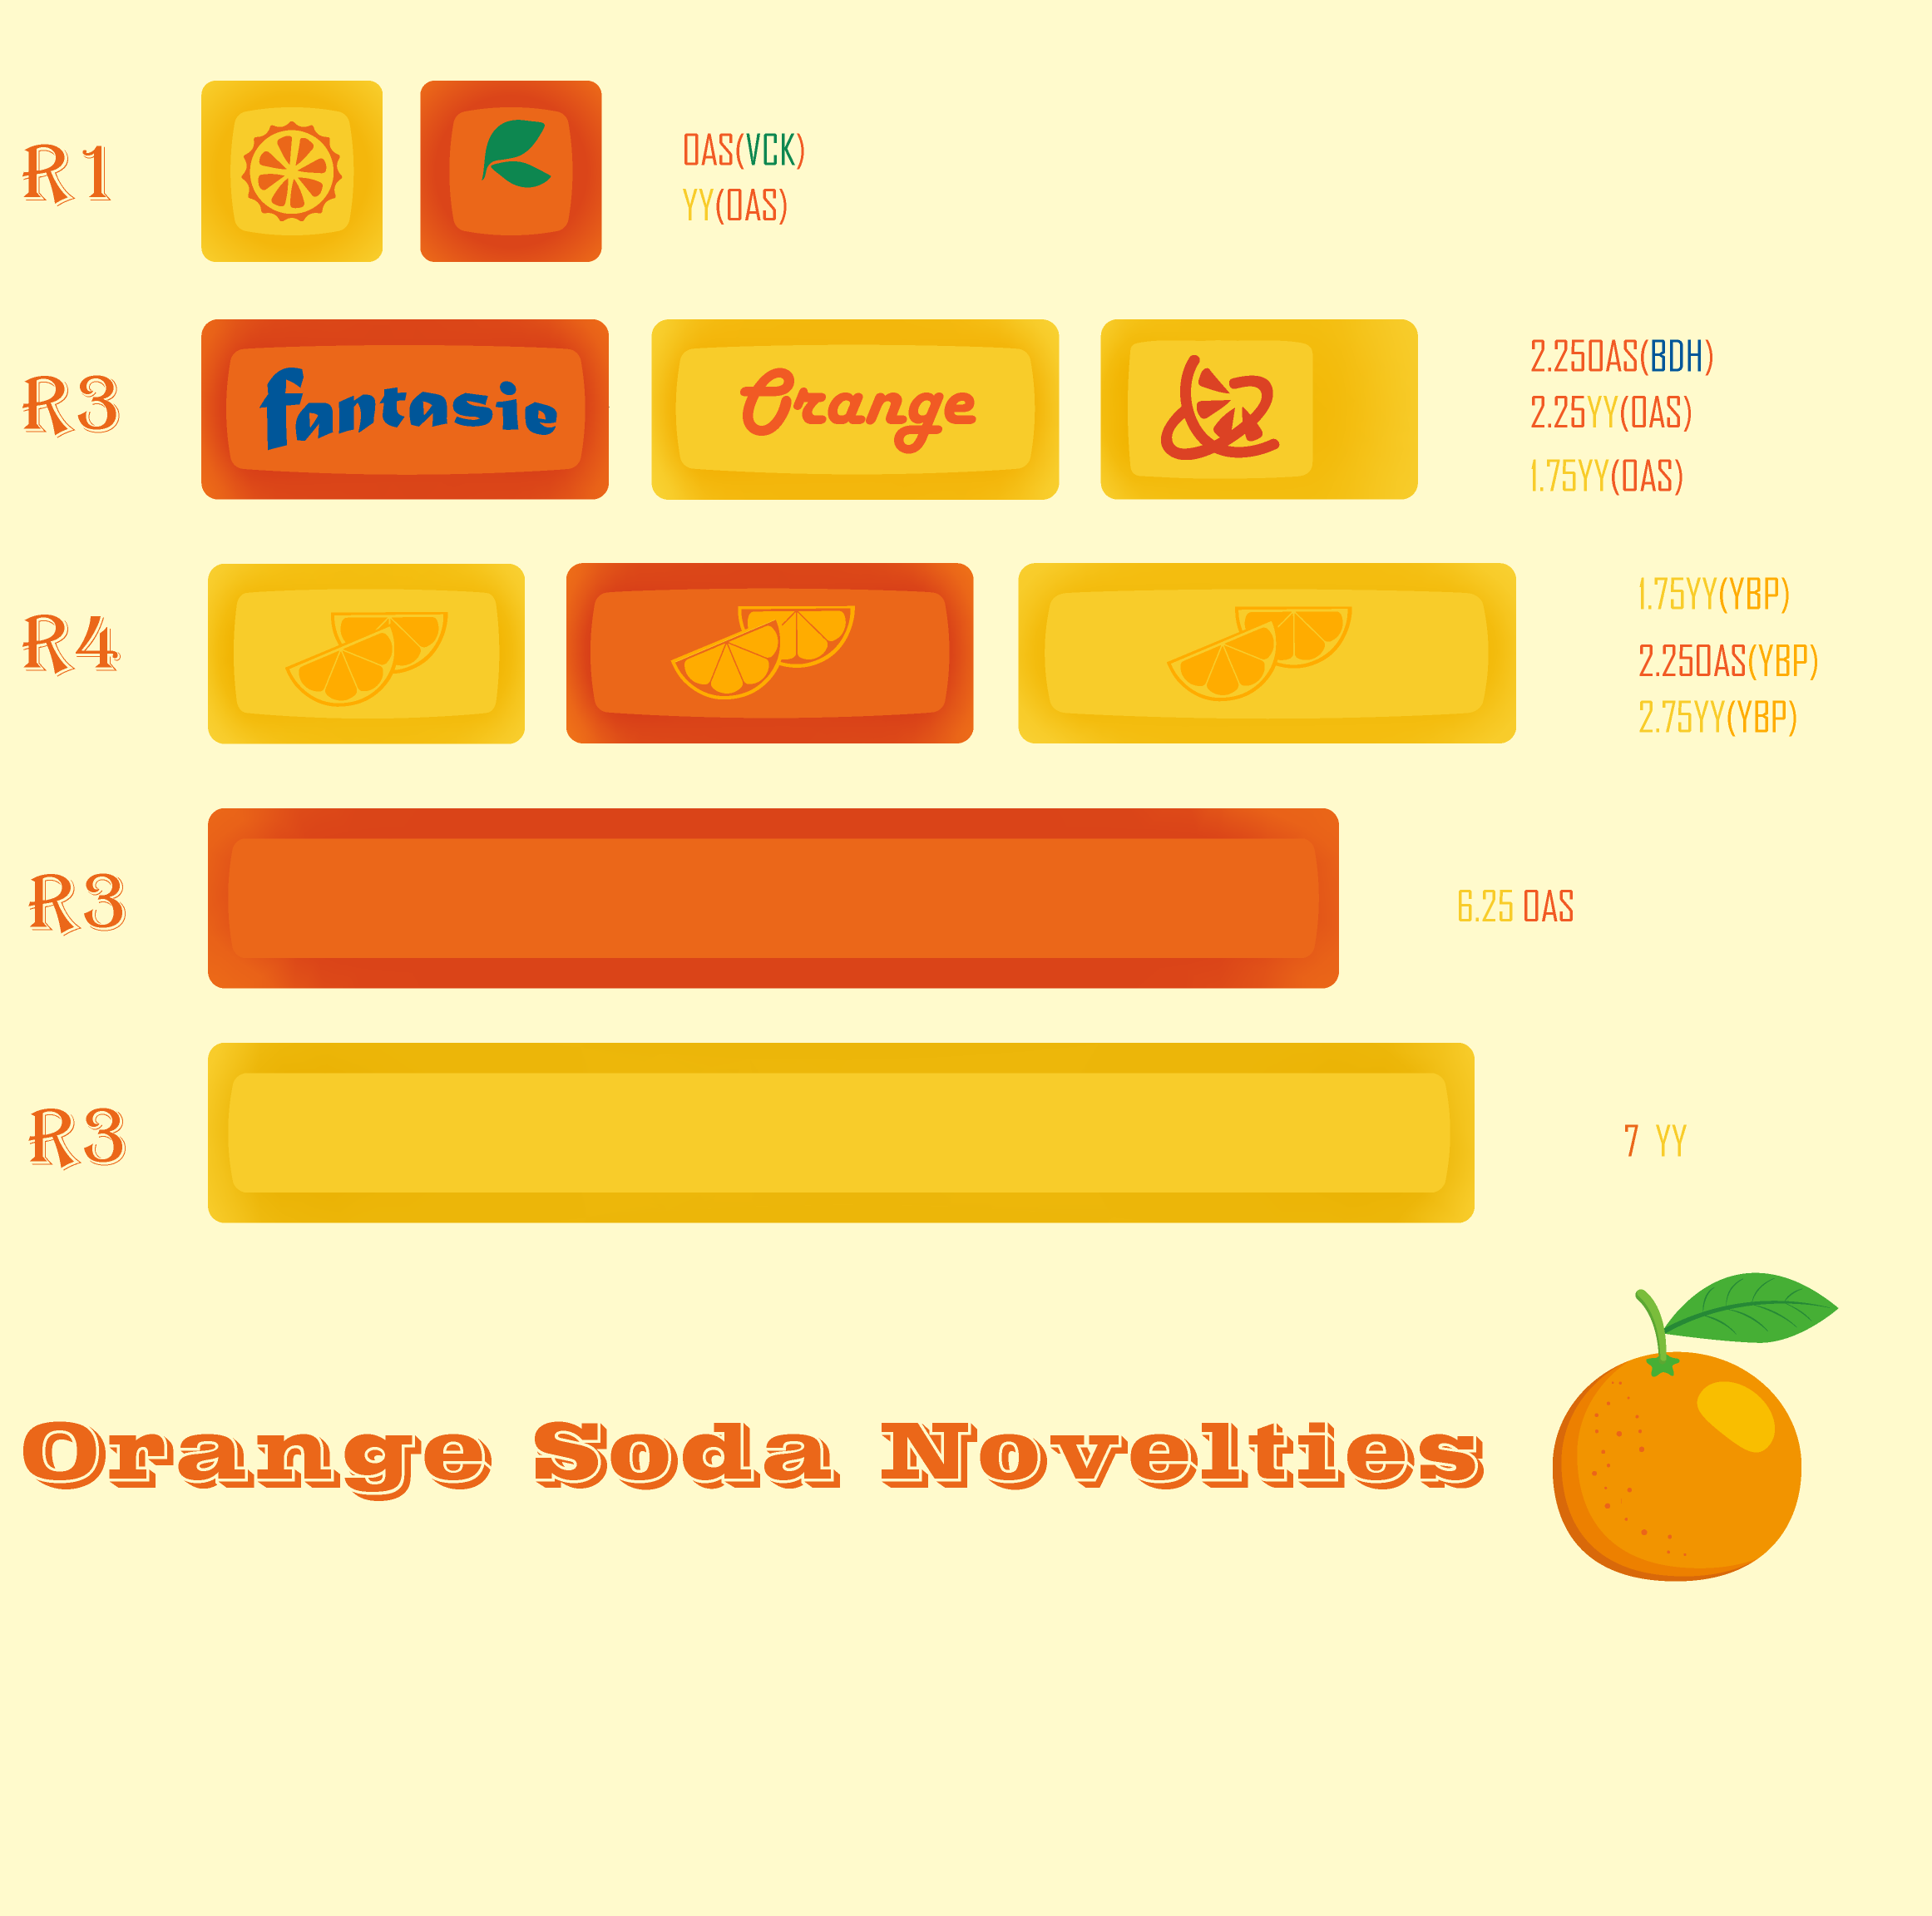 R1
OAS(VCK)
YY(OAS)
R3
fantasie
Orange
2.25OAS(BDH)
2.25YY(OAS)
1.75YY(OAS)
R4
1.75YY(YBP)
2.25OAS(YBP)
2.75YY(YBP)
R3
6.25 OAS
R3
7 YY
Orange Soda Novelties